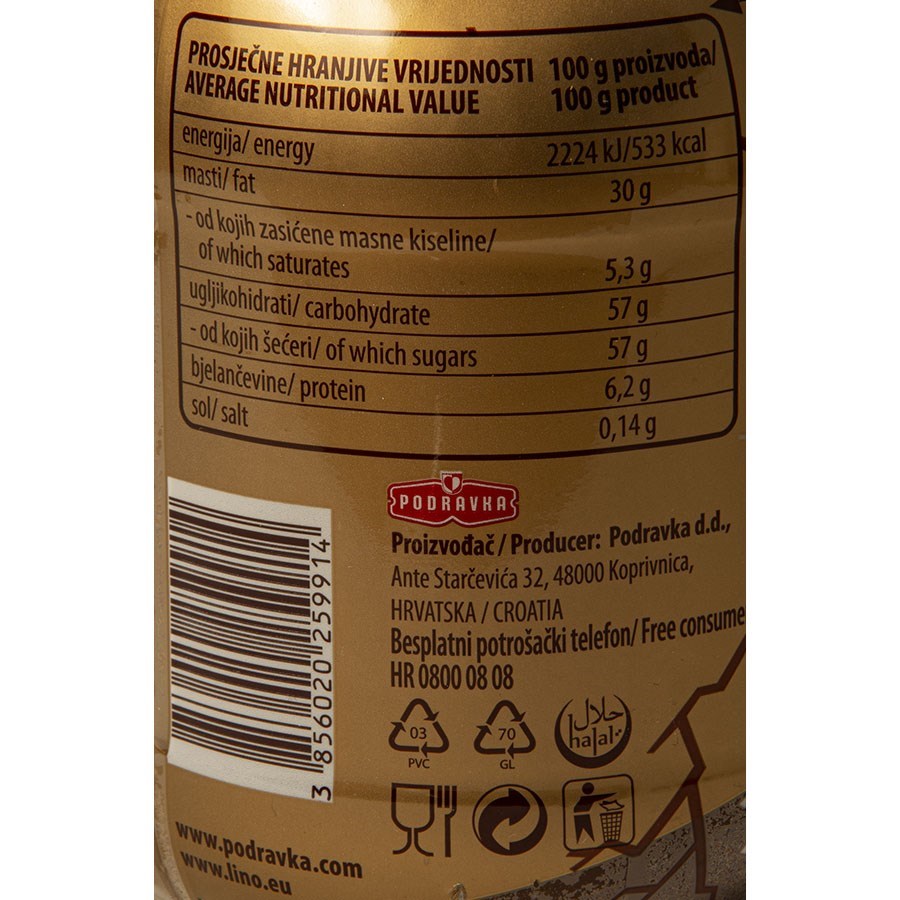 PROSJEČNE HRANJIVE VRIJEDNOSTI 100 g proizvoda/
AVERAGE NUTRITIONAL VALUE 100 g product
energija/ energy 2224 kJ/533 kcal
masti/ fat 30 g
- od kojih zasićene masne kiseline/
of which saturates 5,3 g
ugljikohidrati/ carbohydrate 57 g
- od kojih šećeri/ of which sugars 57 g
bjelančevine/ protein 6,2 g
sol/ salt 0,14 g
PODRAVKA
Proizvođač / Producer: Podravka d.d.,
Ante Starčevića 32, 48000 Koprivnica,
HRVATSKA / CROATIA
Besplatni potrošački telefon/ Free consume
HR 0800 08 08
3 856020 259914
03
PVC
70
GL
حلال
halal
www.podravka.com
www.lino.eu